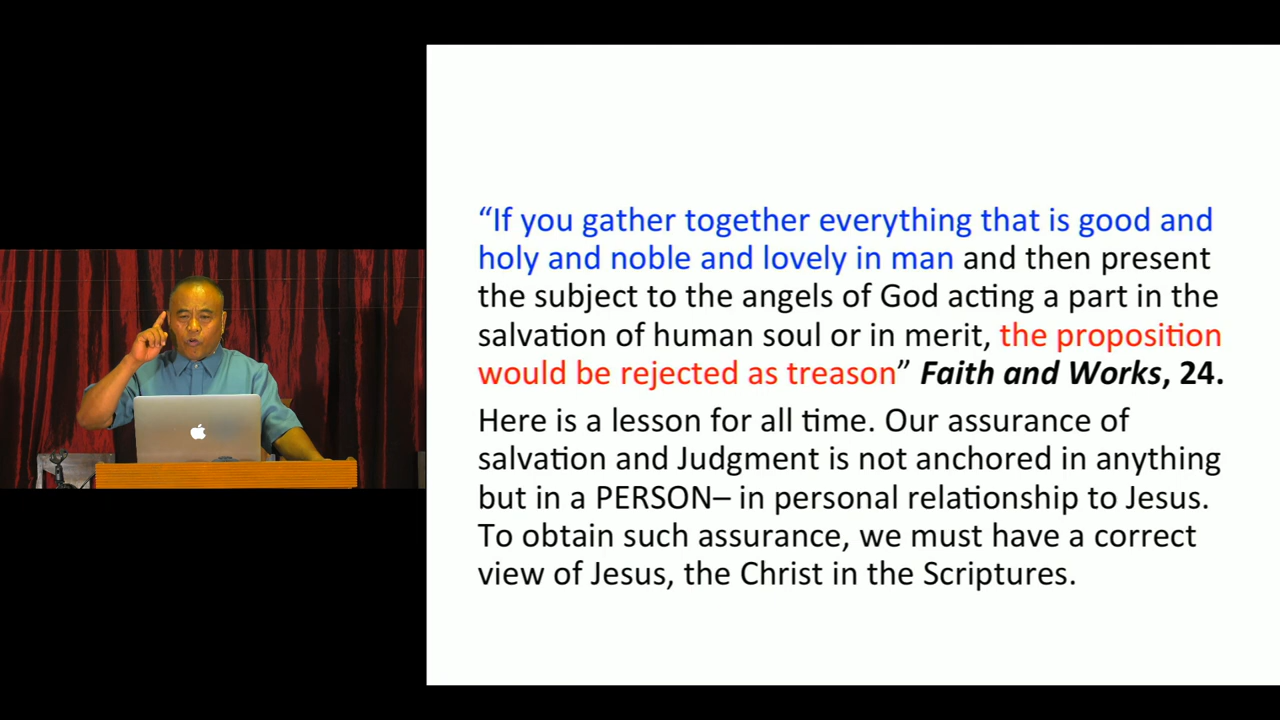 “If you gather together everything that is good and
holy and noble and lovely in man and then present
the subject to the angels of God acting a part in the
salvation of human soul or in merit, the proposition
would be rejected as treason” Faith and Works, 24.
Here is a lesson for all time. Our assurance of
salvation and Judgment is not anchored in anything
but in a PERSON– in personal relationship to Jesus.
To obtain such assurance, we must have a correct
view of Jesus, the Christ in the Scriptures.